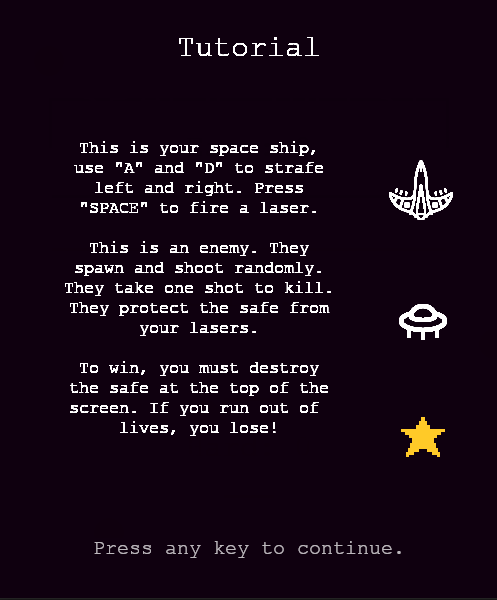 Tutorial
This is your space ship,
use "A" and "D" to strafe
left and right. Press
"SPACE" to fire a laser.
This is an enemy. They
spawn and shoot randomly.
They take one shot to kill.
They protect the safe from
your lasers.
To win, you must destroy
the safe at the top of the
screen. If you run out of
lives, you lose!
Press any key to continue.